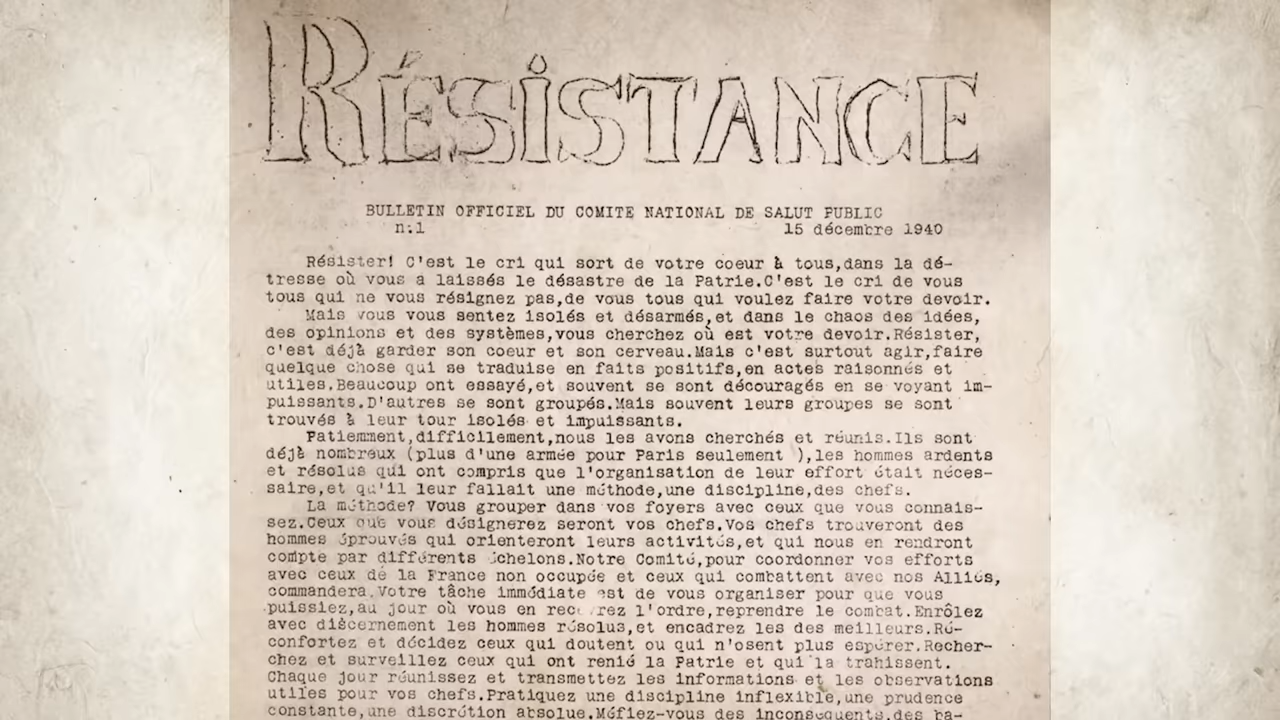 RÉSISTANCE
BULLETIN OFFICIEL DU COMITE NATIONAL DE SALUT PUBLIC
n:1 15 décembre 1940
Résister! C'est le cri qui sort de votre coeur à tous,dans la dé-
tresse où vous a laissés le désastre de la Patrie.C'est le cri de vous
tous qui ne vous résignez pas,de vous tous qui voulez faire votre devoir.
Mais vous vous sentez isolés et désarmés,et dans le chaos des idées,
des opinions et des systèmes,vous cherchez où est votre devoir.Résister,
c'est déjà garder son coeur et son cerveau.Mais c'est surtout agir,faire
quelque chose qui se traduise en faits positifs,en actes raisonnés et
utiles.Beaucoup ont essayé,et souvent se sont découragés en se voyant im-
puissants.D'autres se sont groupés.Mais souvent leurs groupes se sont
trouvés à leur tour isolés et impuissants.
Patiemment,difficilement,nous les avons cherchés et réunis.Ils sont
déjà nombreux (plus d'une armée pour Paris seulement ),les hommes ardents
et résolus qui ont compris que l'organisation de leur effort était néces-
saire,et qu'il leur fallait une méthode,une discipline,des chefs.
La méthode? Vous grouper dans vos foyers avec ceux que vous connais-
sez.Ceux que vous désignerez seront vos chefs.Vos chefs trouveront des
hommes éprouvés qui orienteront leurs activités,et qui nous en rendront
compte par différents échelons.Notre Comité,pour coordonner vos efforts
avec ceux de la France non occupée et ceux qui combattent avec nos Alliés,
commandera.Votre tâche immédiate est de vous organiser pour que vous
puissiez,au jour où vous en recevrez l'ordre,reprendre le combat.Enrôlez
avec discernement les hommes résolus,et encadrez les des meilleurs.Ré-
confortez et décidez ceux qui doutent ou qui n'osent plus espérer.Recher-
chez et surveillez ceux qui ont renié la Patrie et qui la trahissent.
Chaque jour réunissez et transmettez les informations et les observations
utiles pour vos chefs.Pratiquez une discipline inflexible,une prudence
constante,une discrétion absolue.Méfiez-vous des inconséquents,des ba-